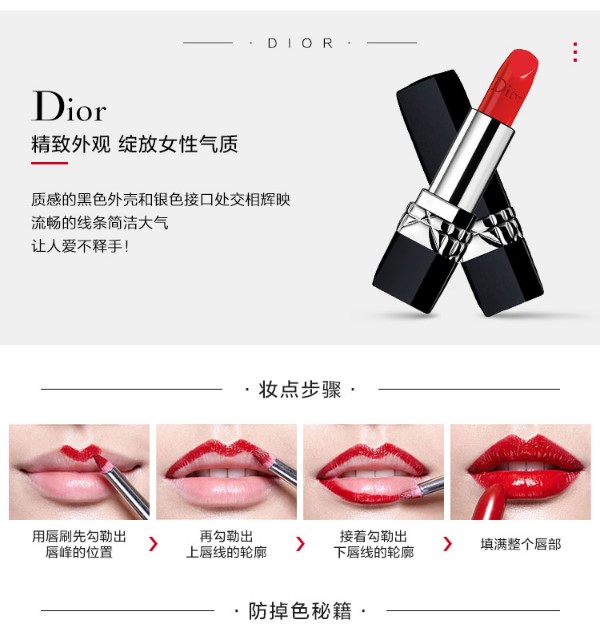 · DIOR ·
Dior
精致外观 绽放女性气质
质感的黑色外壳和银色接口处交相辉映
流畅的线条简洁大气
让人爱不释手!
Dior
· 妆点步骤 ·
用唇刷先勾勒出
唇峰的位置
再勾勒出
上唇线的轮廓
接着勾勒出
下唇线的轮廓
填满整个唇部
· 防掉色秘籍 ·